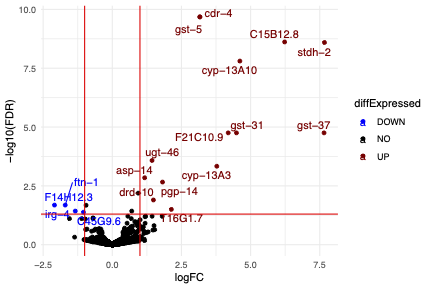 10.0
7.5
5.0
2.5
0.0
−log10(FDR)
cdr-4
gst-5
C15B12.8
stdh-2
cyp-13A10
gst-31
gst-37
F21C10.9
ugt-46
asp-14
cyp-13A3
ftn-1
F14H12.3
drd-10
pgp-14
irg-4
C45G9.6
T16G1.7
−2.5
0.0
2.5
5.0
7.5
logFC
diffExpressed
a DOWN
a NO
a UP